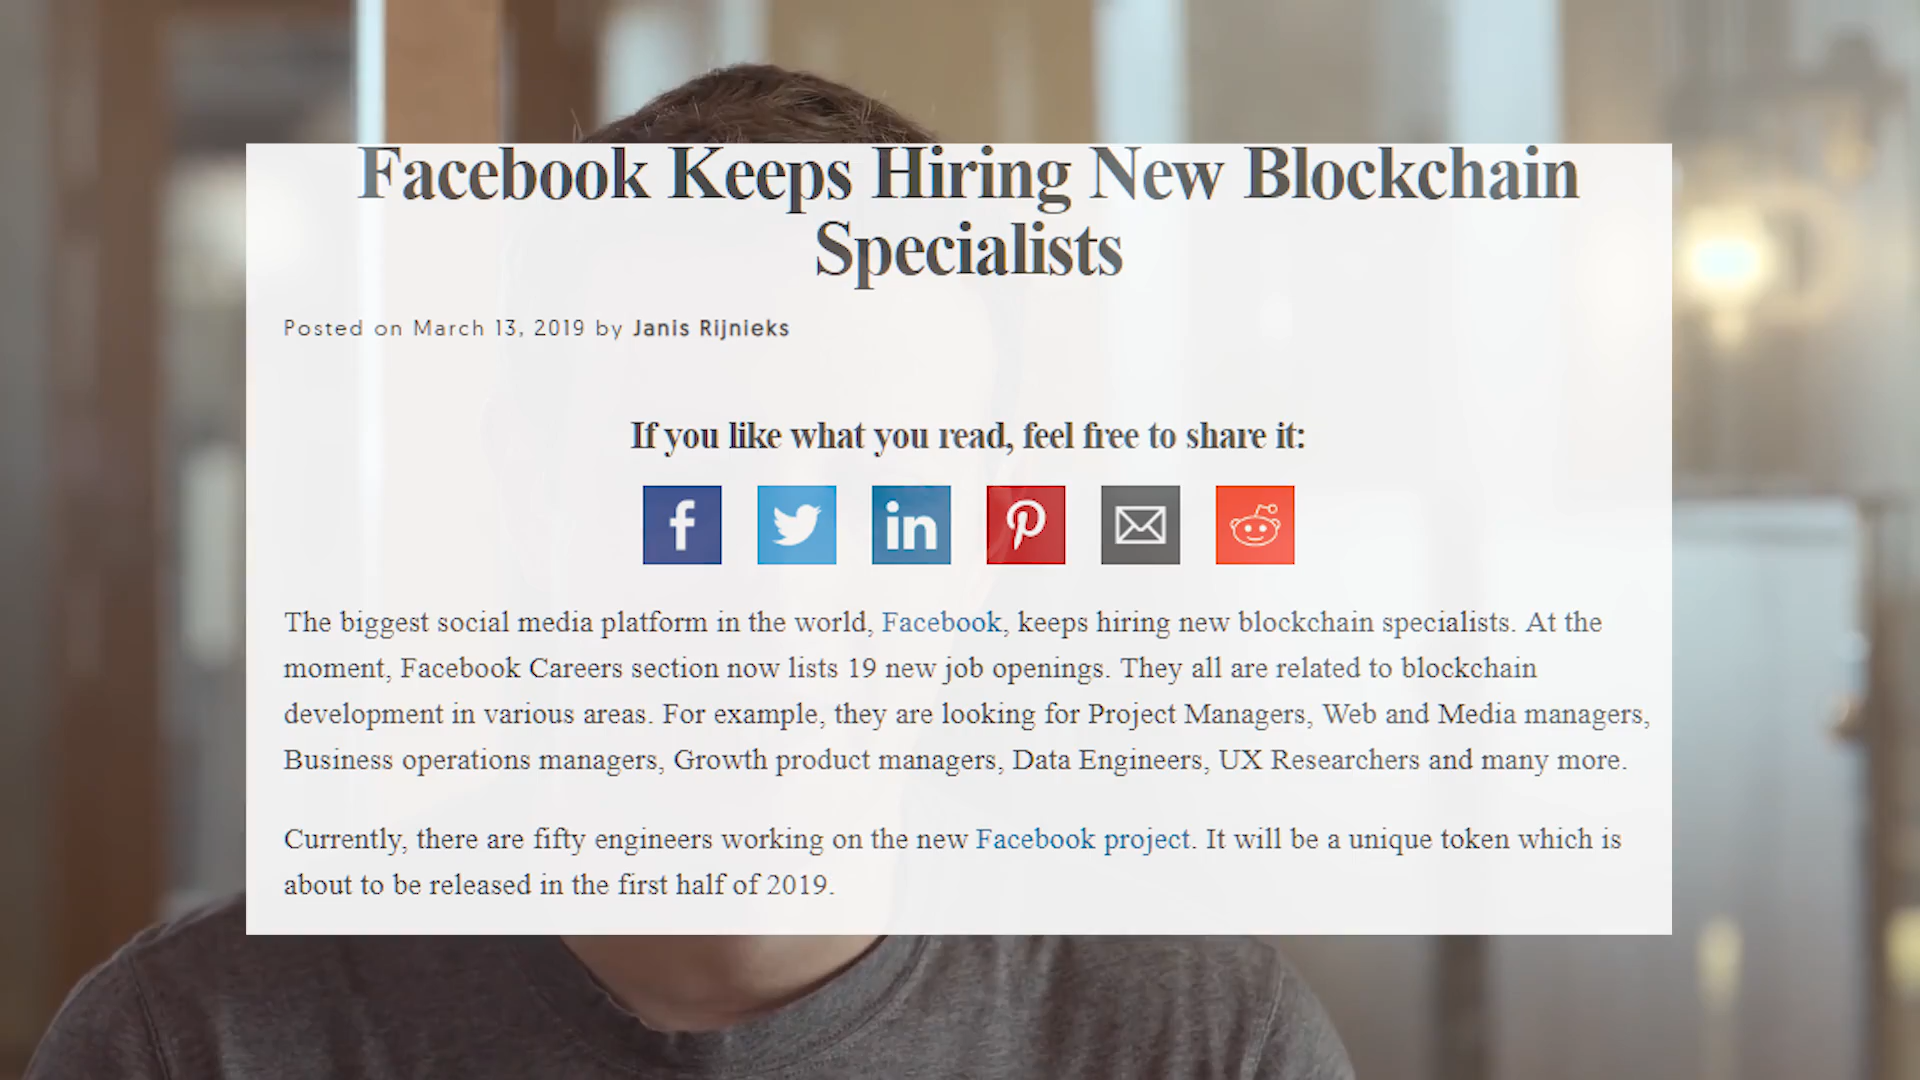 Facebook Keeps Hiring New Blockchain
Specialists
Posted on March 13, 2019 by Janis Rijnieks
If you like what you read, feel free to share it:
The biggest social media platform in the world, Facebook, keeps hiring new blockchain specialists. At the
moment, Facebook Careers section now lists 19 new job openings. They all are related to blockchain
development in various areas. For example, they are looking for Project Managers, Web and Media managers,
Business operations managers, Growth product managers, Data Engineers, UX Researchers and many more.
Currently, there are fifty engineers working on the new Facebook project. It will be a unique token which is
about to be released in the first half of 2019.